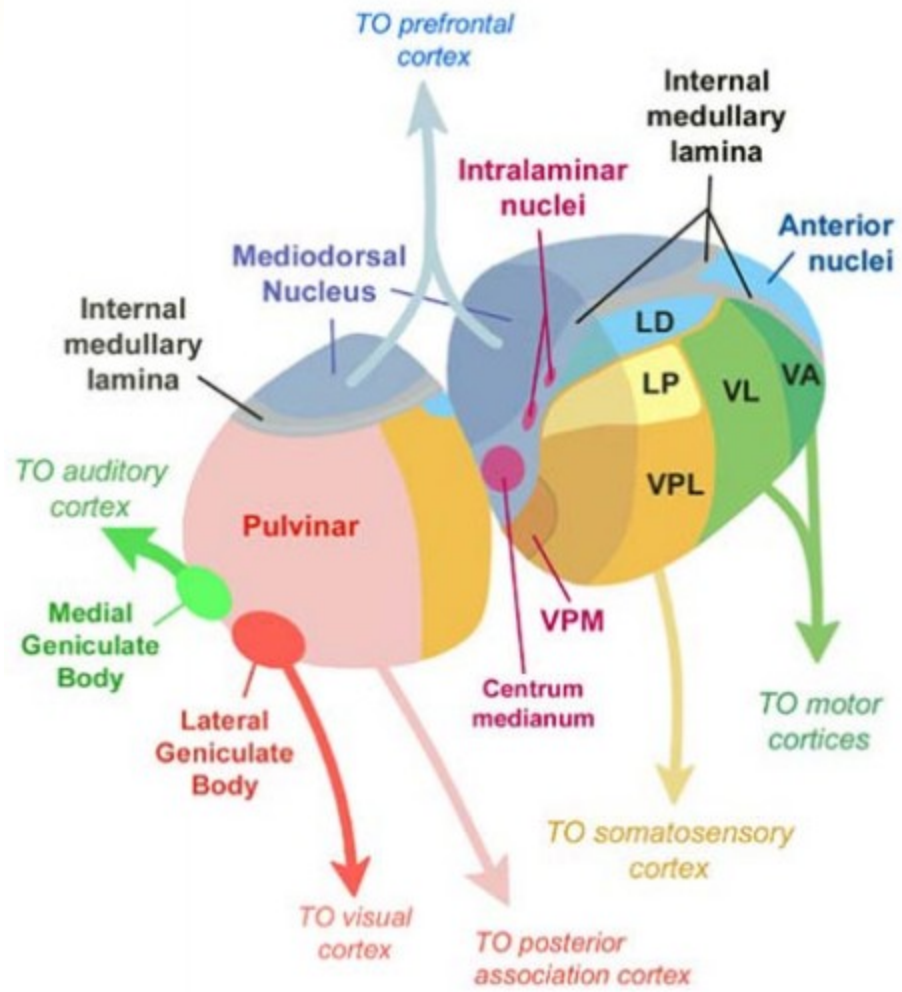 TO prefrontal
cortex
Internal
medullary
lamina
Intralaminar
nuclei
Anterior
nuclei
Mediodorsal
Nucleus
Internal
medullary
lamina
LD
LP
VL
VA
TO auditory
cortex
VPL
Pulvinar
Medial
Geniculate
Body
VPM
Centrum
medianum
Lateral
Geniculate
Body
TO motor
cortices
TO somatosensory
cortex
TO visual
cortex
TO posterior
association cortex